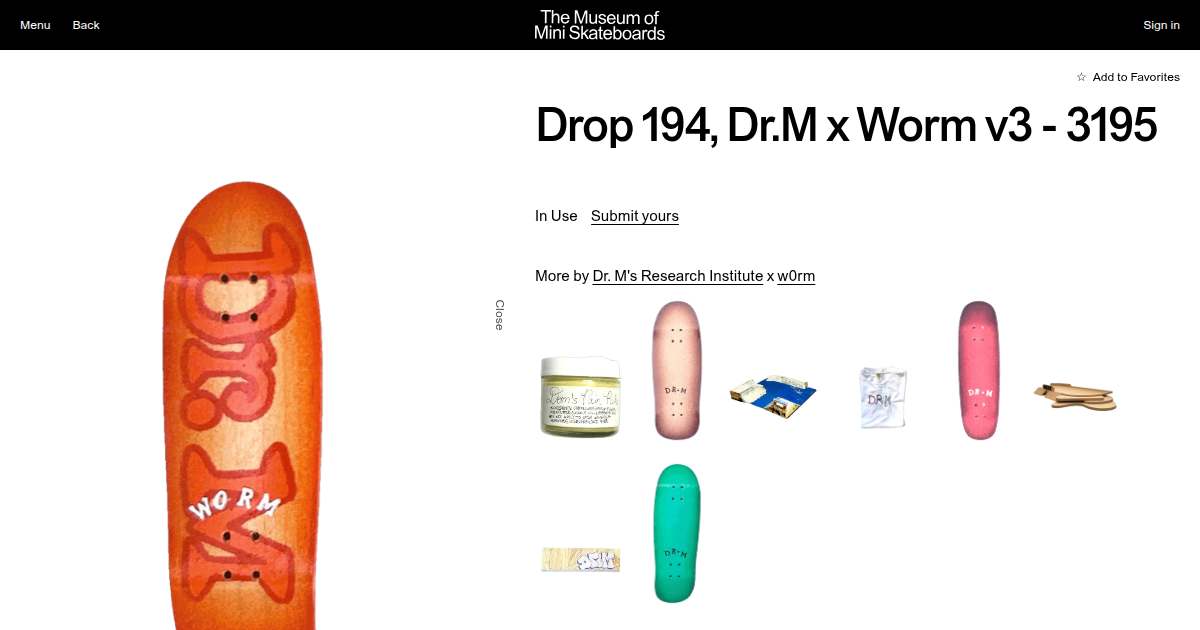 Menu
Back
The Museum of
Mini Skateboards
Sign in
☆ Add to Favorites
Drop 194, Dr.M x Worm v3 - 3195
In Use
Submit yours
More by Dr. M's Research Institute x w0rm
Close
Dr.
M
WORM
DR•M
DRM
DR•M
DR•M